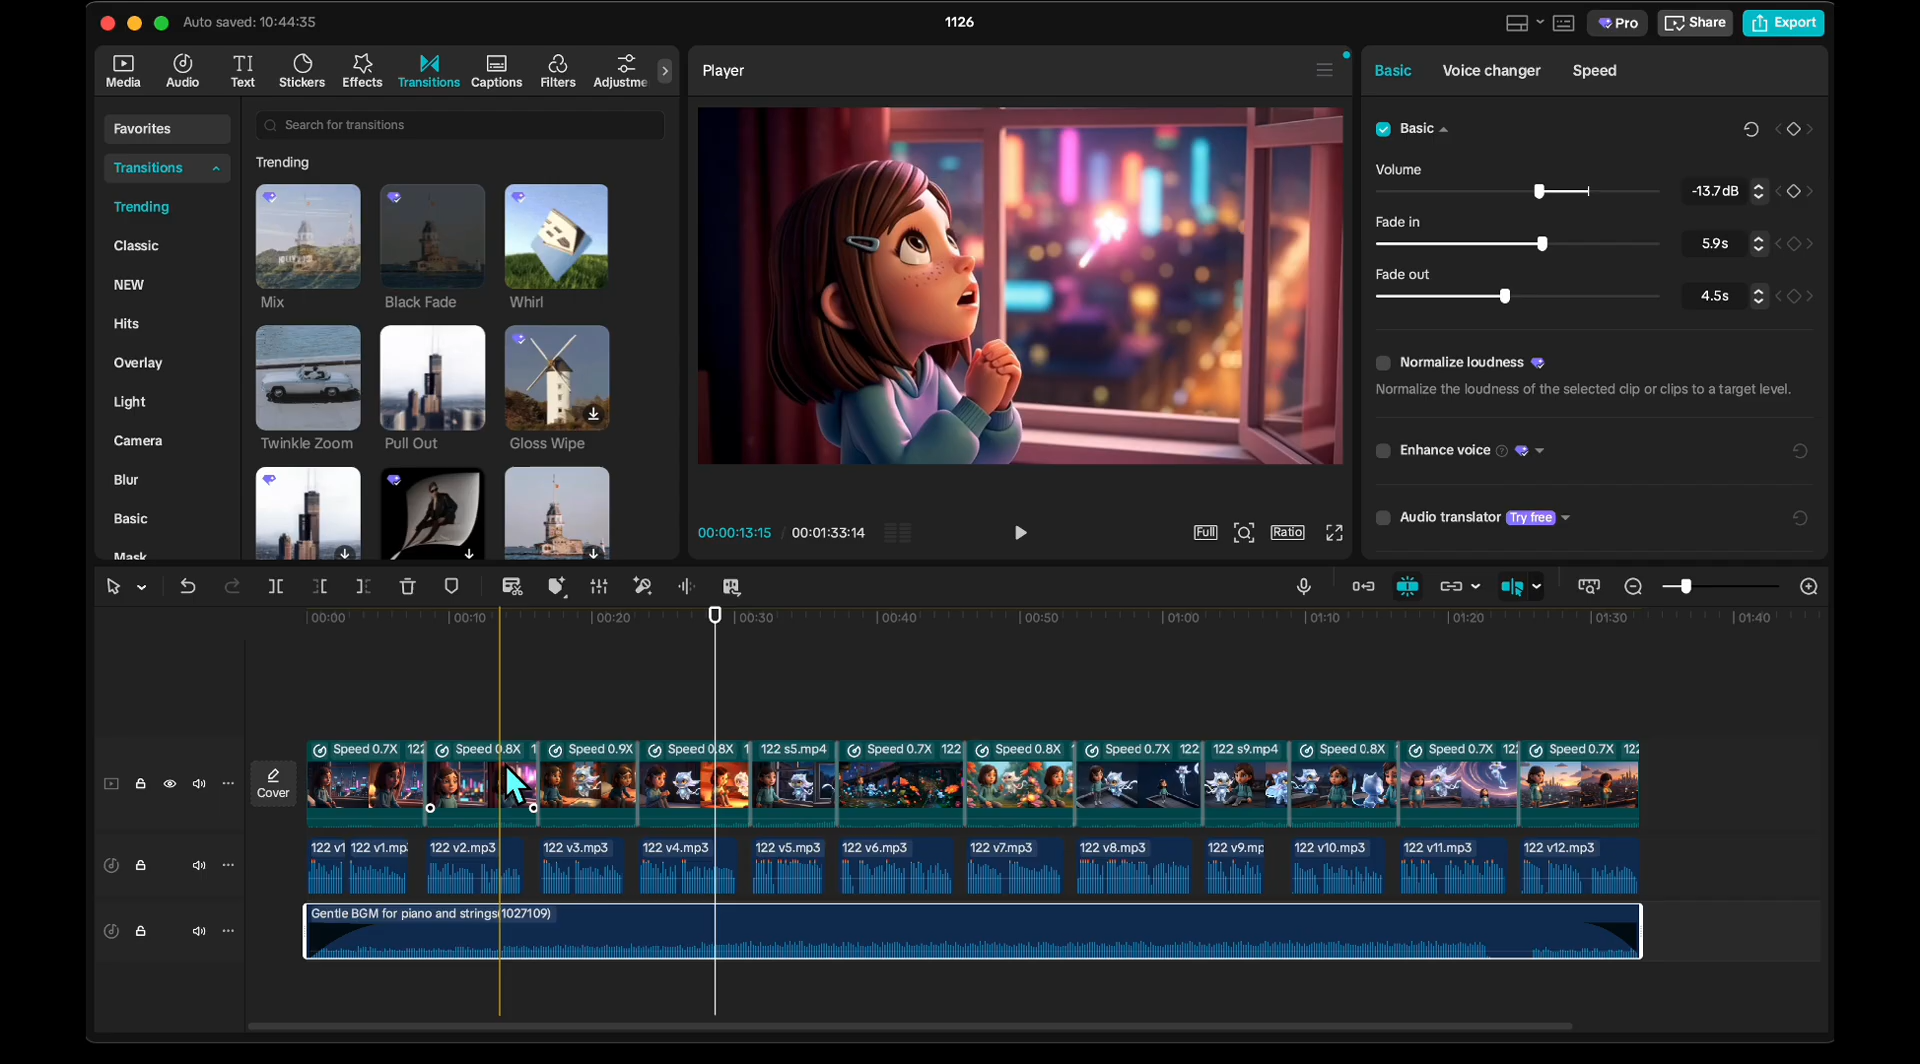 Auto saved: 10:44:35
1126
Pro
Share
Export
Media
Audio
Text
Stickers
Effects
Transitions
Captions
Filters
Adjustme
Favorites
Transitions
Trending
Classic
NEW
Hits
Overlay
Light
Camera
Blur
Basic
Mask
Search for transitions
Trending
Mix
Black Fade
Whirl
Twinkle Zoom
Pull Out
Gloss Wipe
Player
00:00:13:15 / 00:01:33:14
Full
Ratio
Basic
Voice changer
Speed
Basic
Volume
-13.7dB
Fade in
5.9s
Fade out
4.5s
Normalize loudness
Normalize the loudness of the selected clip or clips to a target level.
Enhance voice
Audio translator Try free
00:00 00:10 00:20 00:30 00:40 00:50 01:00 01:10 01:20 01:30 01:40
Cover
Speed 0.7X 122
Speed 0.8X 1
Speed 0.9X
Speed 0.8X 1
122 s5.mp4
Speed 0.7X 122
Speed 0.8X
Speed 0.7X 122
122 s9.mp4
Speed 0.8X
Speed 0.7X 12
Speed 0.7X 122
122 v1 122 v1.mp 122 v2.mp3 122 v3.mp3 122 v4.mp3 122 v5.mp3 122 v6.mp3 122 v7.mp3 122 v8.mp3 122 v9.mp 122 v10.mp3 122 v11.mp3 122 v12.mp3
Gentle BGM for piano and strings(1027109)